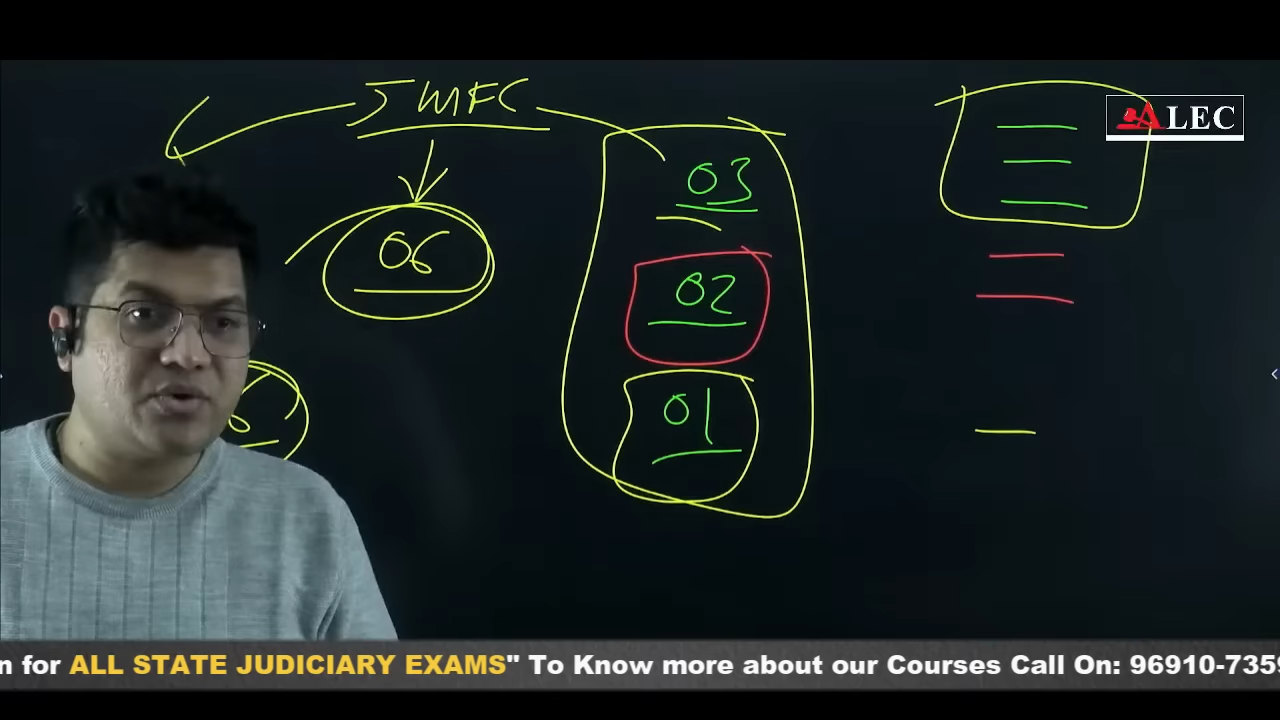 JMFC
ALEC
03
06
02
01
6
n for ALL STATE JUDICIARY EXAMS" To Know more about our Courses Call On: 96910-7359